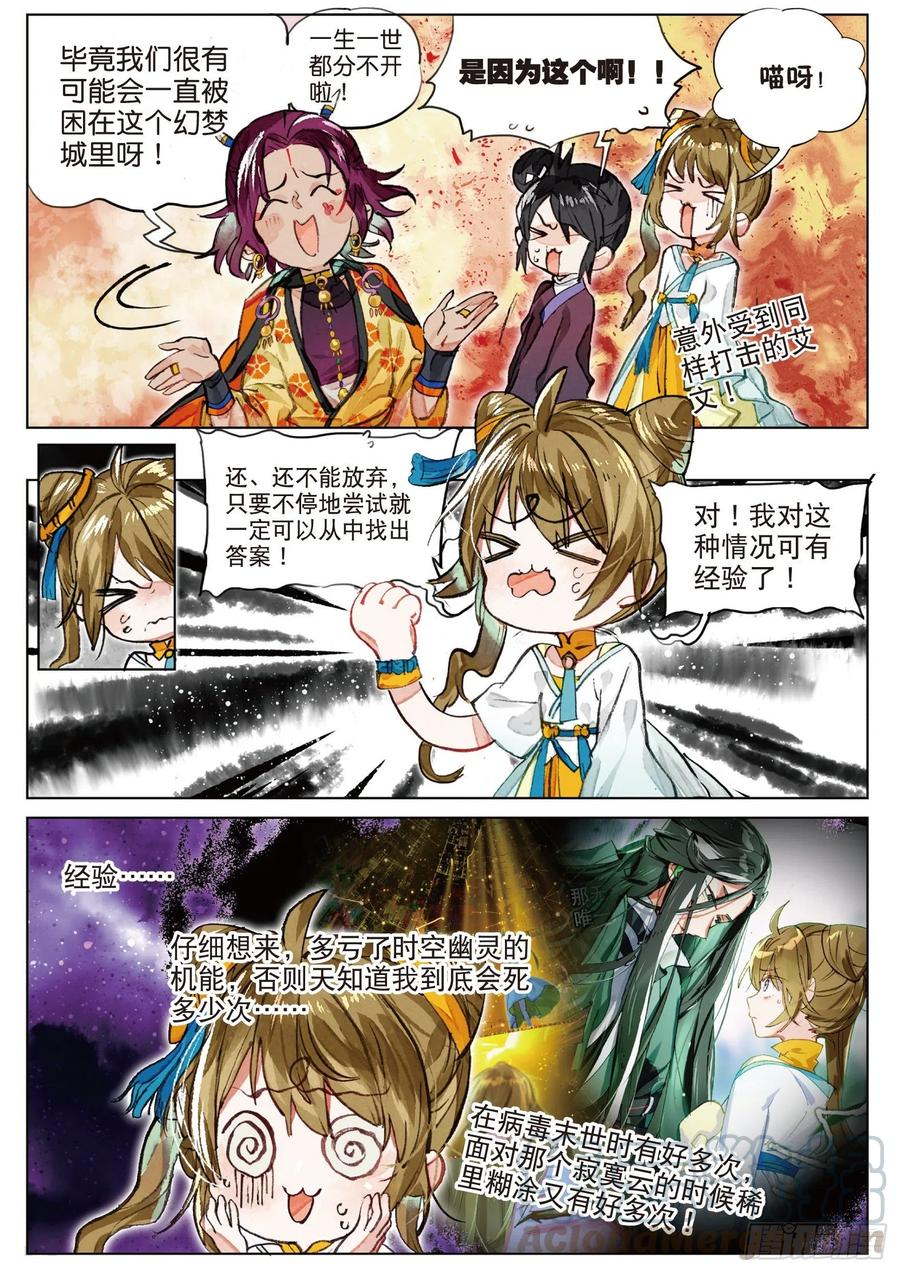 毕竟我们很有
可能会一直被
困在这个幻梦
城里呀！
一生一世
都分不开
啦！
是因为这个啊！！
喵呀！
意外受到同
样打击的艾
文！
还、还不能放弃，
只要不停地尝试就
一定可以从中找出
答案！
对！我对这
种情况可有
经验了！
经验……
仔细想来，多亏了时空幽灵的
机能，否则天知道我到底会死
多少次……
那
唯
在病毒末世时有好多次，
面对那个寂寞云的时候稀
里糊涂又有好多次！